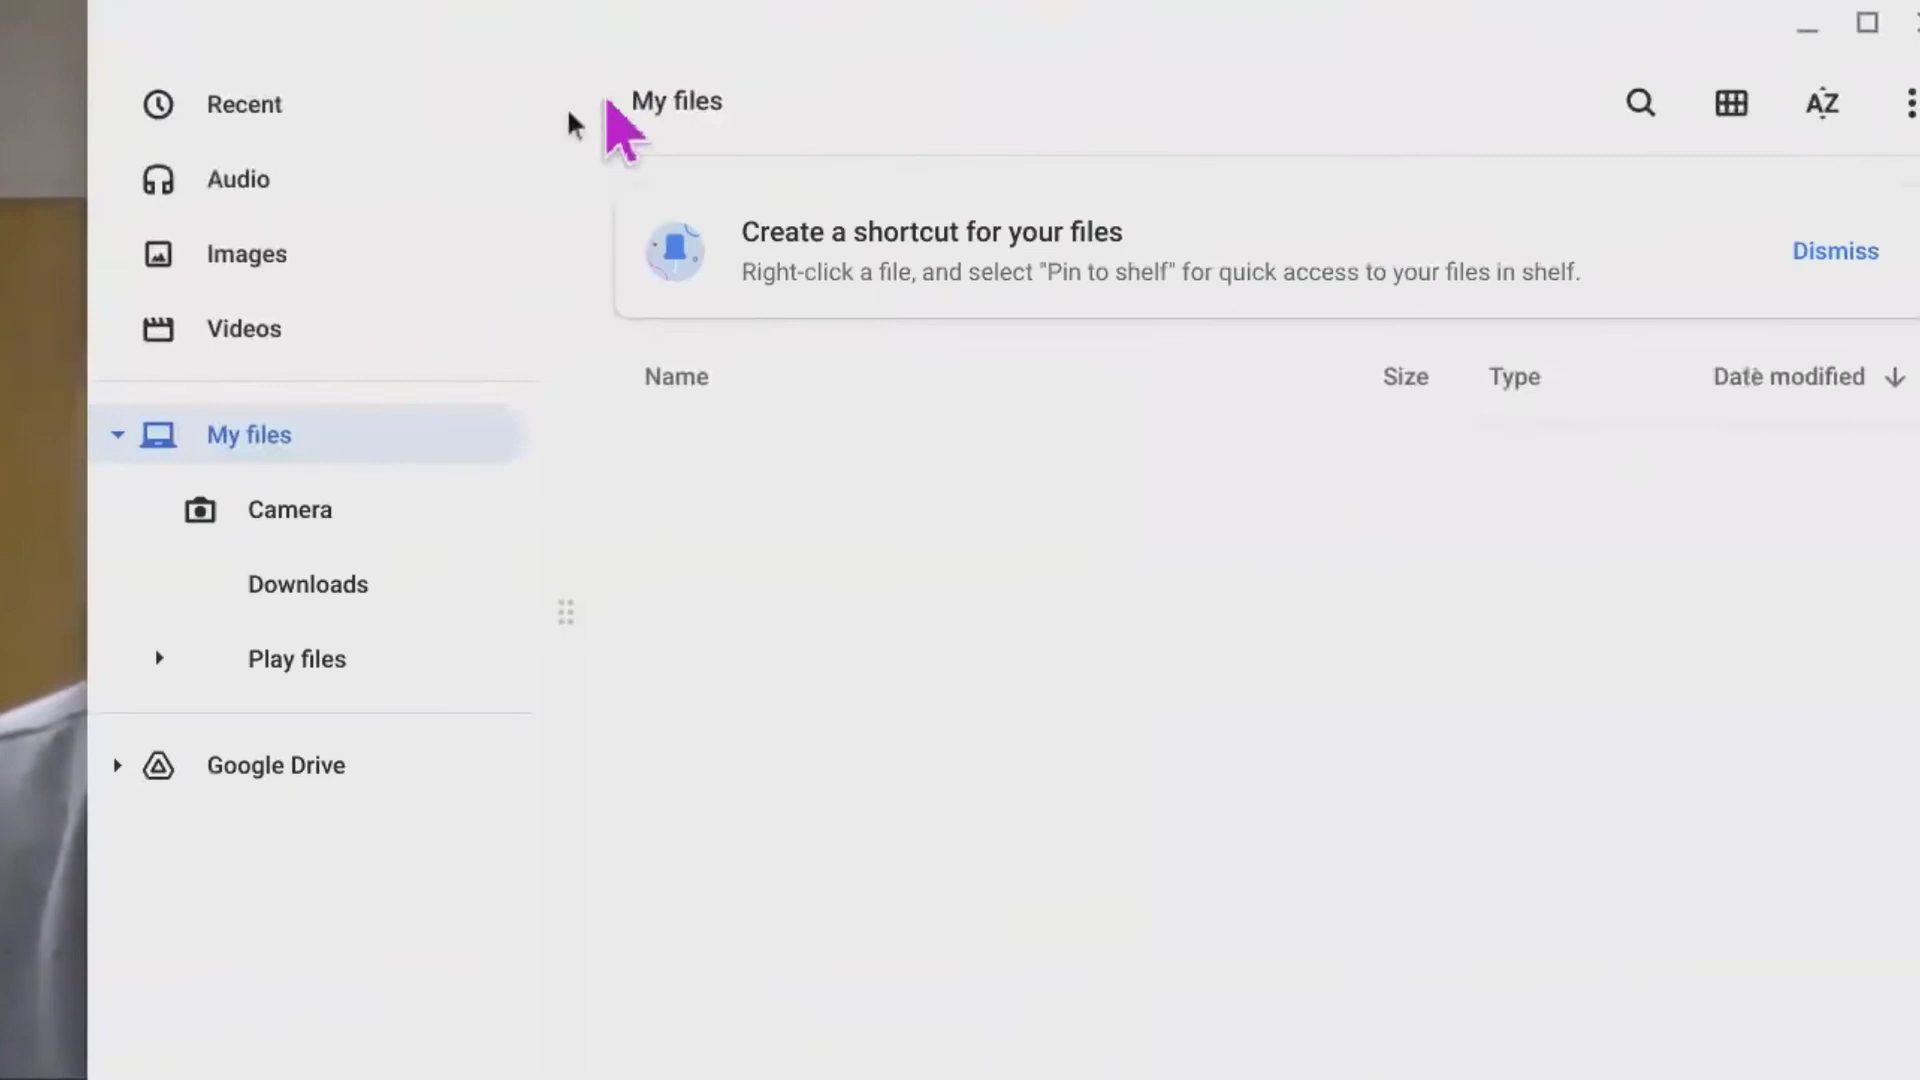 Recent
Audio
Images
Videos
My files
Camera
Downloads
Play files
Google Drive
My files
AZ
Create a shortcut for your files
Right-click a file, and select "Pin to shelf" for quick access to your files in shelf.
Dismiss
Name Size Type Date modified